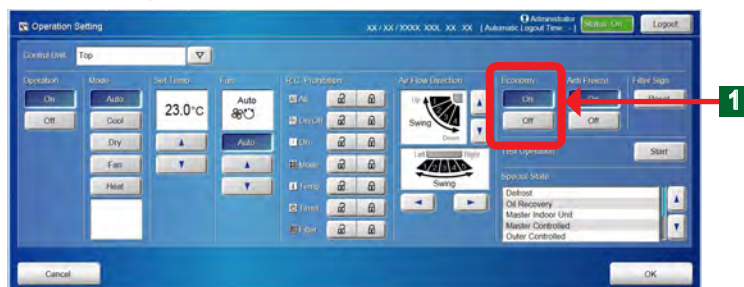 Operation Setting
XX / XX / XXXX XXX, XX : XX [ Automatic Logout Time : - ]
Administrator
Status: On
Logout
Control Unit: Top
Operation
On
Off
Mode
Auto
Cool
Dry
Fan
Heat
Set Temp.
23.0°C
Fan
Auto
Auto
R.C. Prohibition
All
On/Off
On
Mode
Temp
Timer
Filter
Air Flow Direction
Up
Swing
Down
Left
Right
Swing
Economy
On
Off
Anti Freeze
On
Off
Filter Sign
Reset
Test Operation
Start
Special State
Defrost
Oil Recovery
Master Indoor Unit
Master Controlled
Outer Controlled
Cancel
OK
1